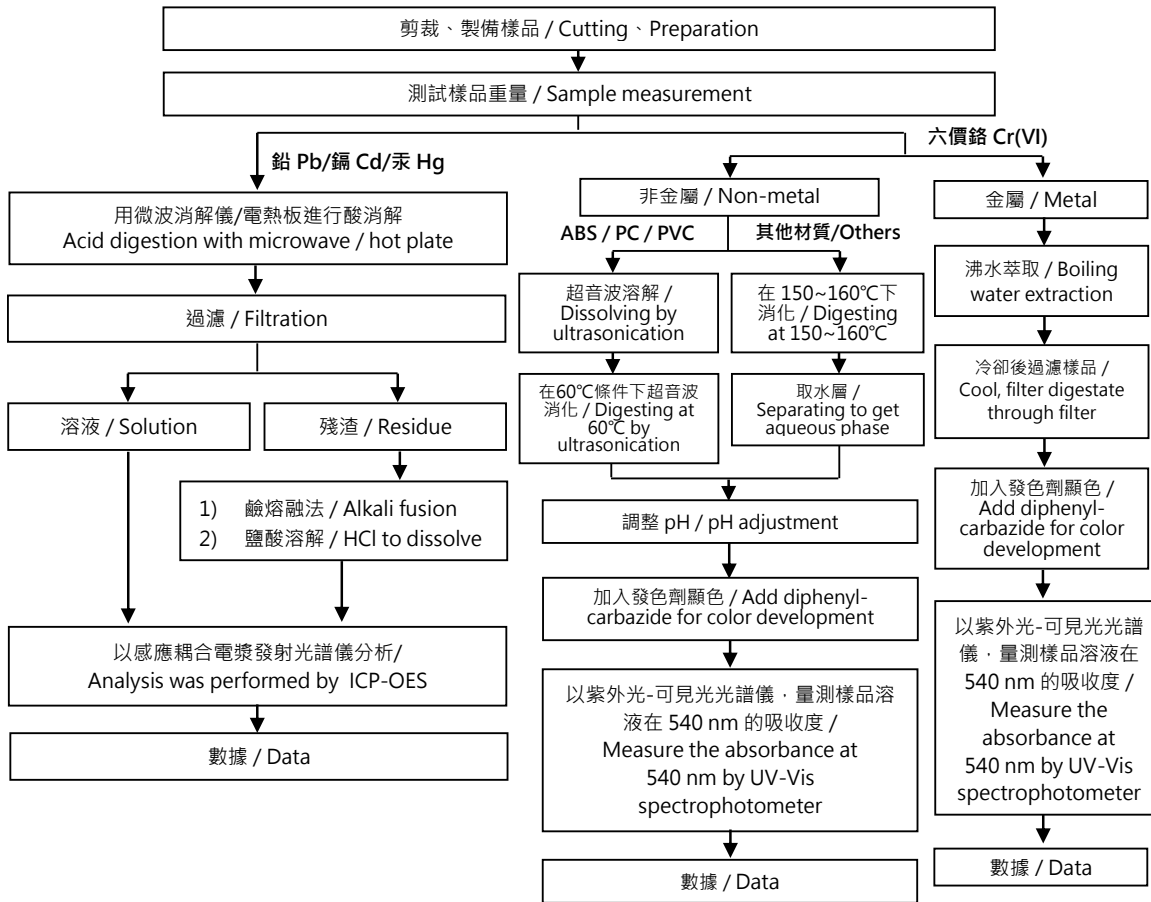 剪裁、製備樣品 / Cutting、Preparation
測試樣品重量 / Sample measurement
鉛 Pb/鎘 Cd/汞 Hg
用微波消解儀/電熱板進行酸消解
Acid digestion with microwave / hot plate
過濾 / Filtration
溶液 / Solution
殘渣 / Residue
1) 鹼熔融法 / Alkali fusion
2) 鹽酸溶解 / HCl to dissolve
以感應耦合電漿發射光譜儀分析/
Analysis was performed by ICP-OES
數據 / Data
六價鉻 Cr(VI)
非金屬 / Non-metal
ABS / PC / PVC
超音波溶解 /
Dissolving by
ultrasonication
在60℃條件下超音波
消化 / Digesting at
60℃ by
ultrasonication
其他材質/Others
在 150~160℃下
消化 / Digesting
at 150~160℃
取水層 /
Separating to get
aqueous phase
調整 pH / pH adjustment
加入發色劑顯色 / Add diphenyl-
carbazide for color development
以紫外光-可見光光譜儀，量測樣品溶
液在 540 nm 的吸收度 /
Measure the absorbance at
540 nm by UV-Vis
spectrophotometer
數據 / Data
金屬 / Metal
沸水萃取 / Boiling
water extraction
冷卻後過濾樣品 /
Cool, filter digestate
through filter
加入發色劑顯色 /
Add diphenyl-
carbazide for color
development
以紫外光-可見光光譜
儀，量測樣品溶液在
540 nm 的吸收度 /
Measure the
absorbance at
540 nm by UV-Vis
spectrophotometer
數據 / Data